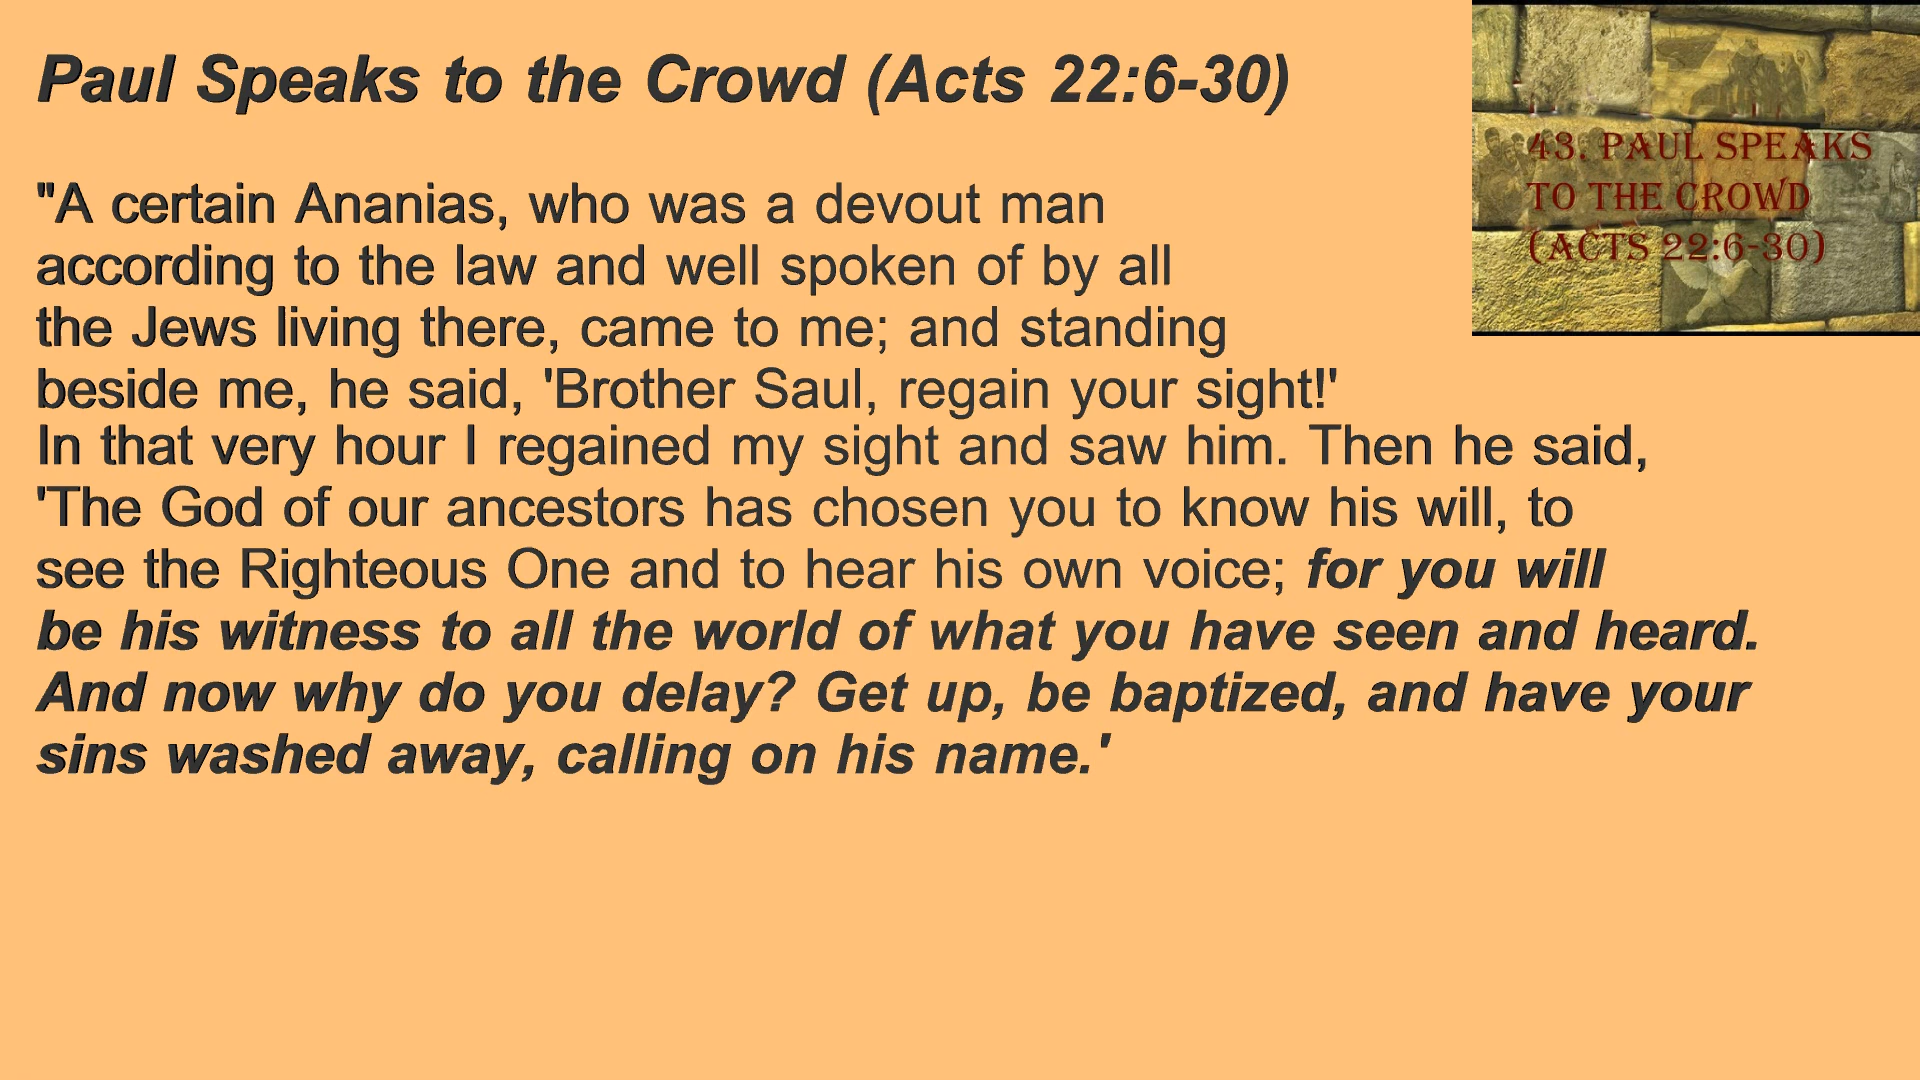 Paul Speaks to the Crowd (Acts 22:6-30)
"A certain Ananias, who was a devout man
according to the law and well spoken of by all
the Jews living there, came to me; and standing
beside me, he said, 'Brother Saul, regain your sight!'
In that very hour I regained my sight and saw him. Then he said,
'The God of our ancestors has chosen you to know his will, to
see the Righteous One and to hear his own voice; for you will
be his witness to all the world of what you have seen and heard.
And now why do you delay? Get up, be baptized, and have your
sins washed away, calling on his name.'
43. PAUL SPEAKS
TO THE CROWD
(ACTS 22:6-30)